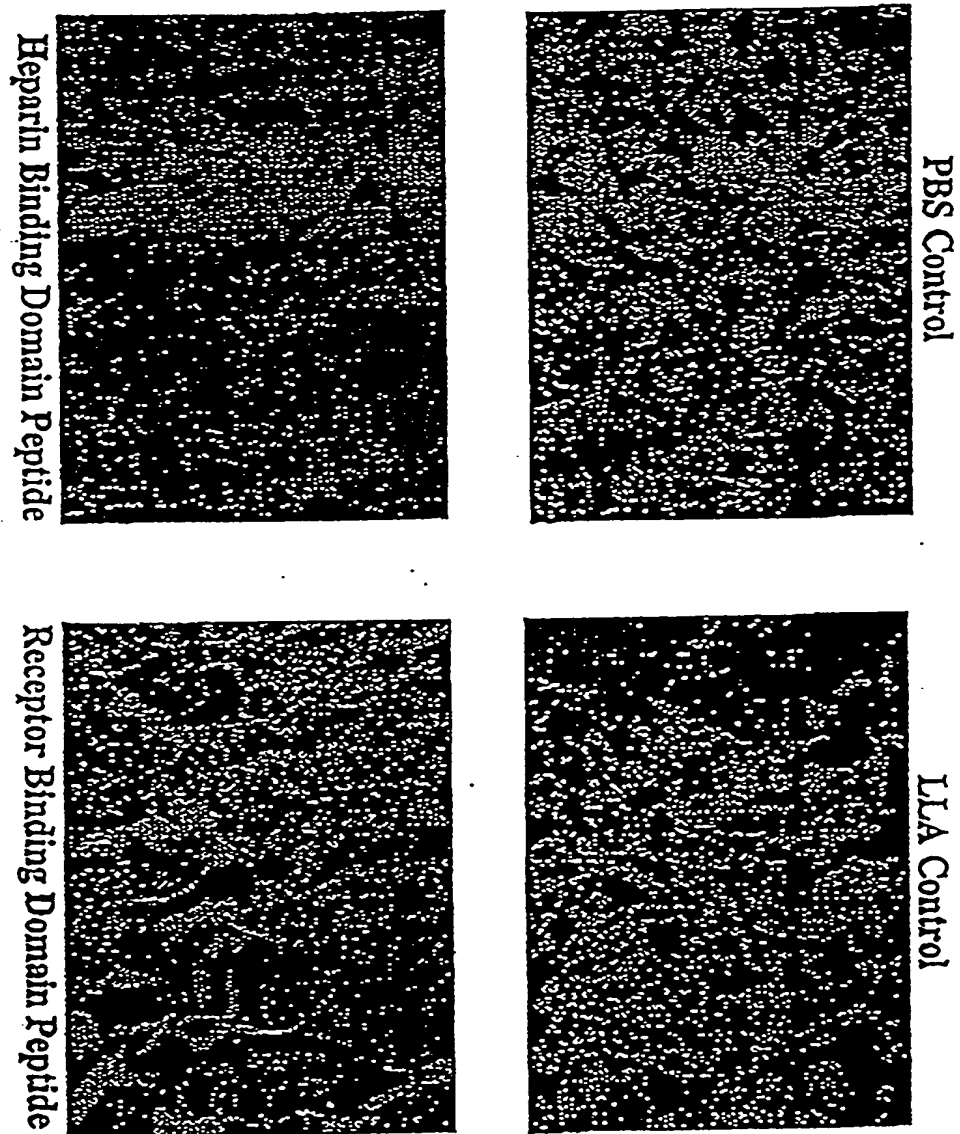 PBS Control
LLA Control
Heparin Binding Domain Peptide
Receptor Binding Domain Peptide